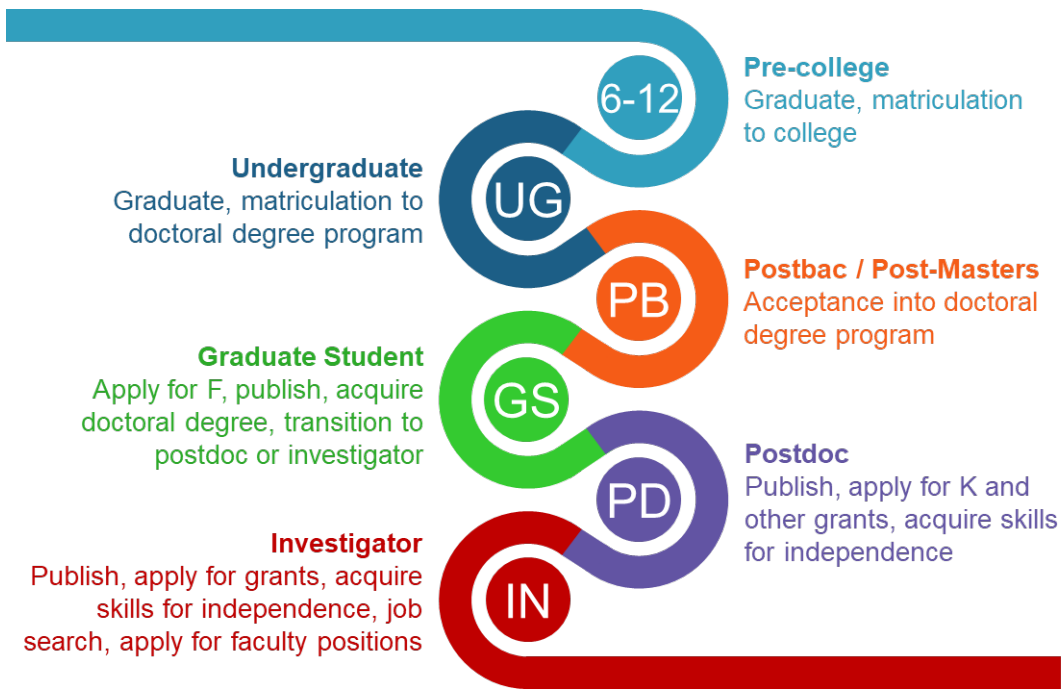 6-12
Pre-college
Graduate, matriculation
to college
Undergraduate
Graduate, matriculation to
doctoral degree program
UG
PB
Postbac / Post-Masters
Acceptance into doctoral
degree program
Graduate Student
Apply for F, publish, acquire
doctoral degree, transition to
postdoc or investigator
GS
PD
Postdoc
Publish, apply for K and
other grants, acquire skills
for independence
Investigator
Publish, apply for grants, acquire
skills for independence, job
search, apply for faculty positions
IN